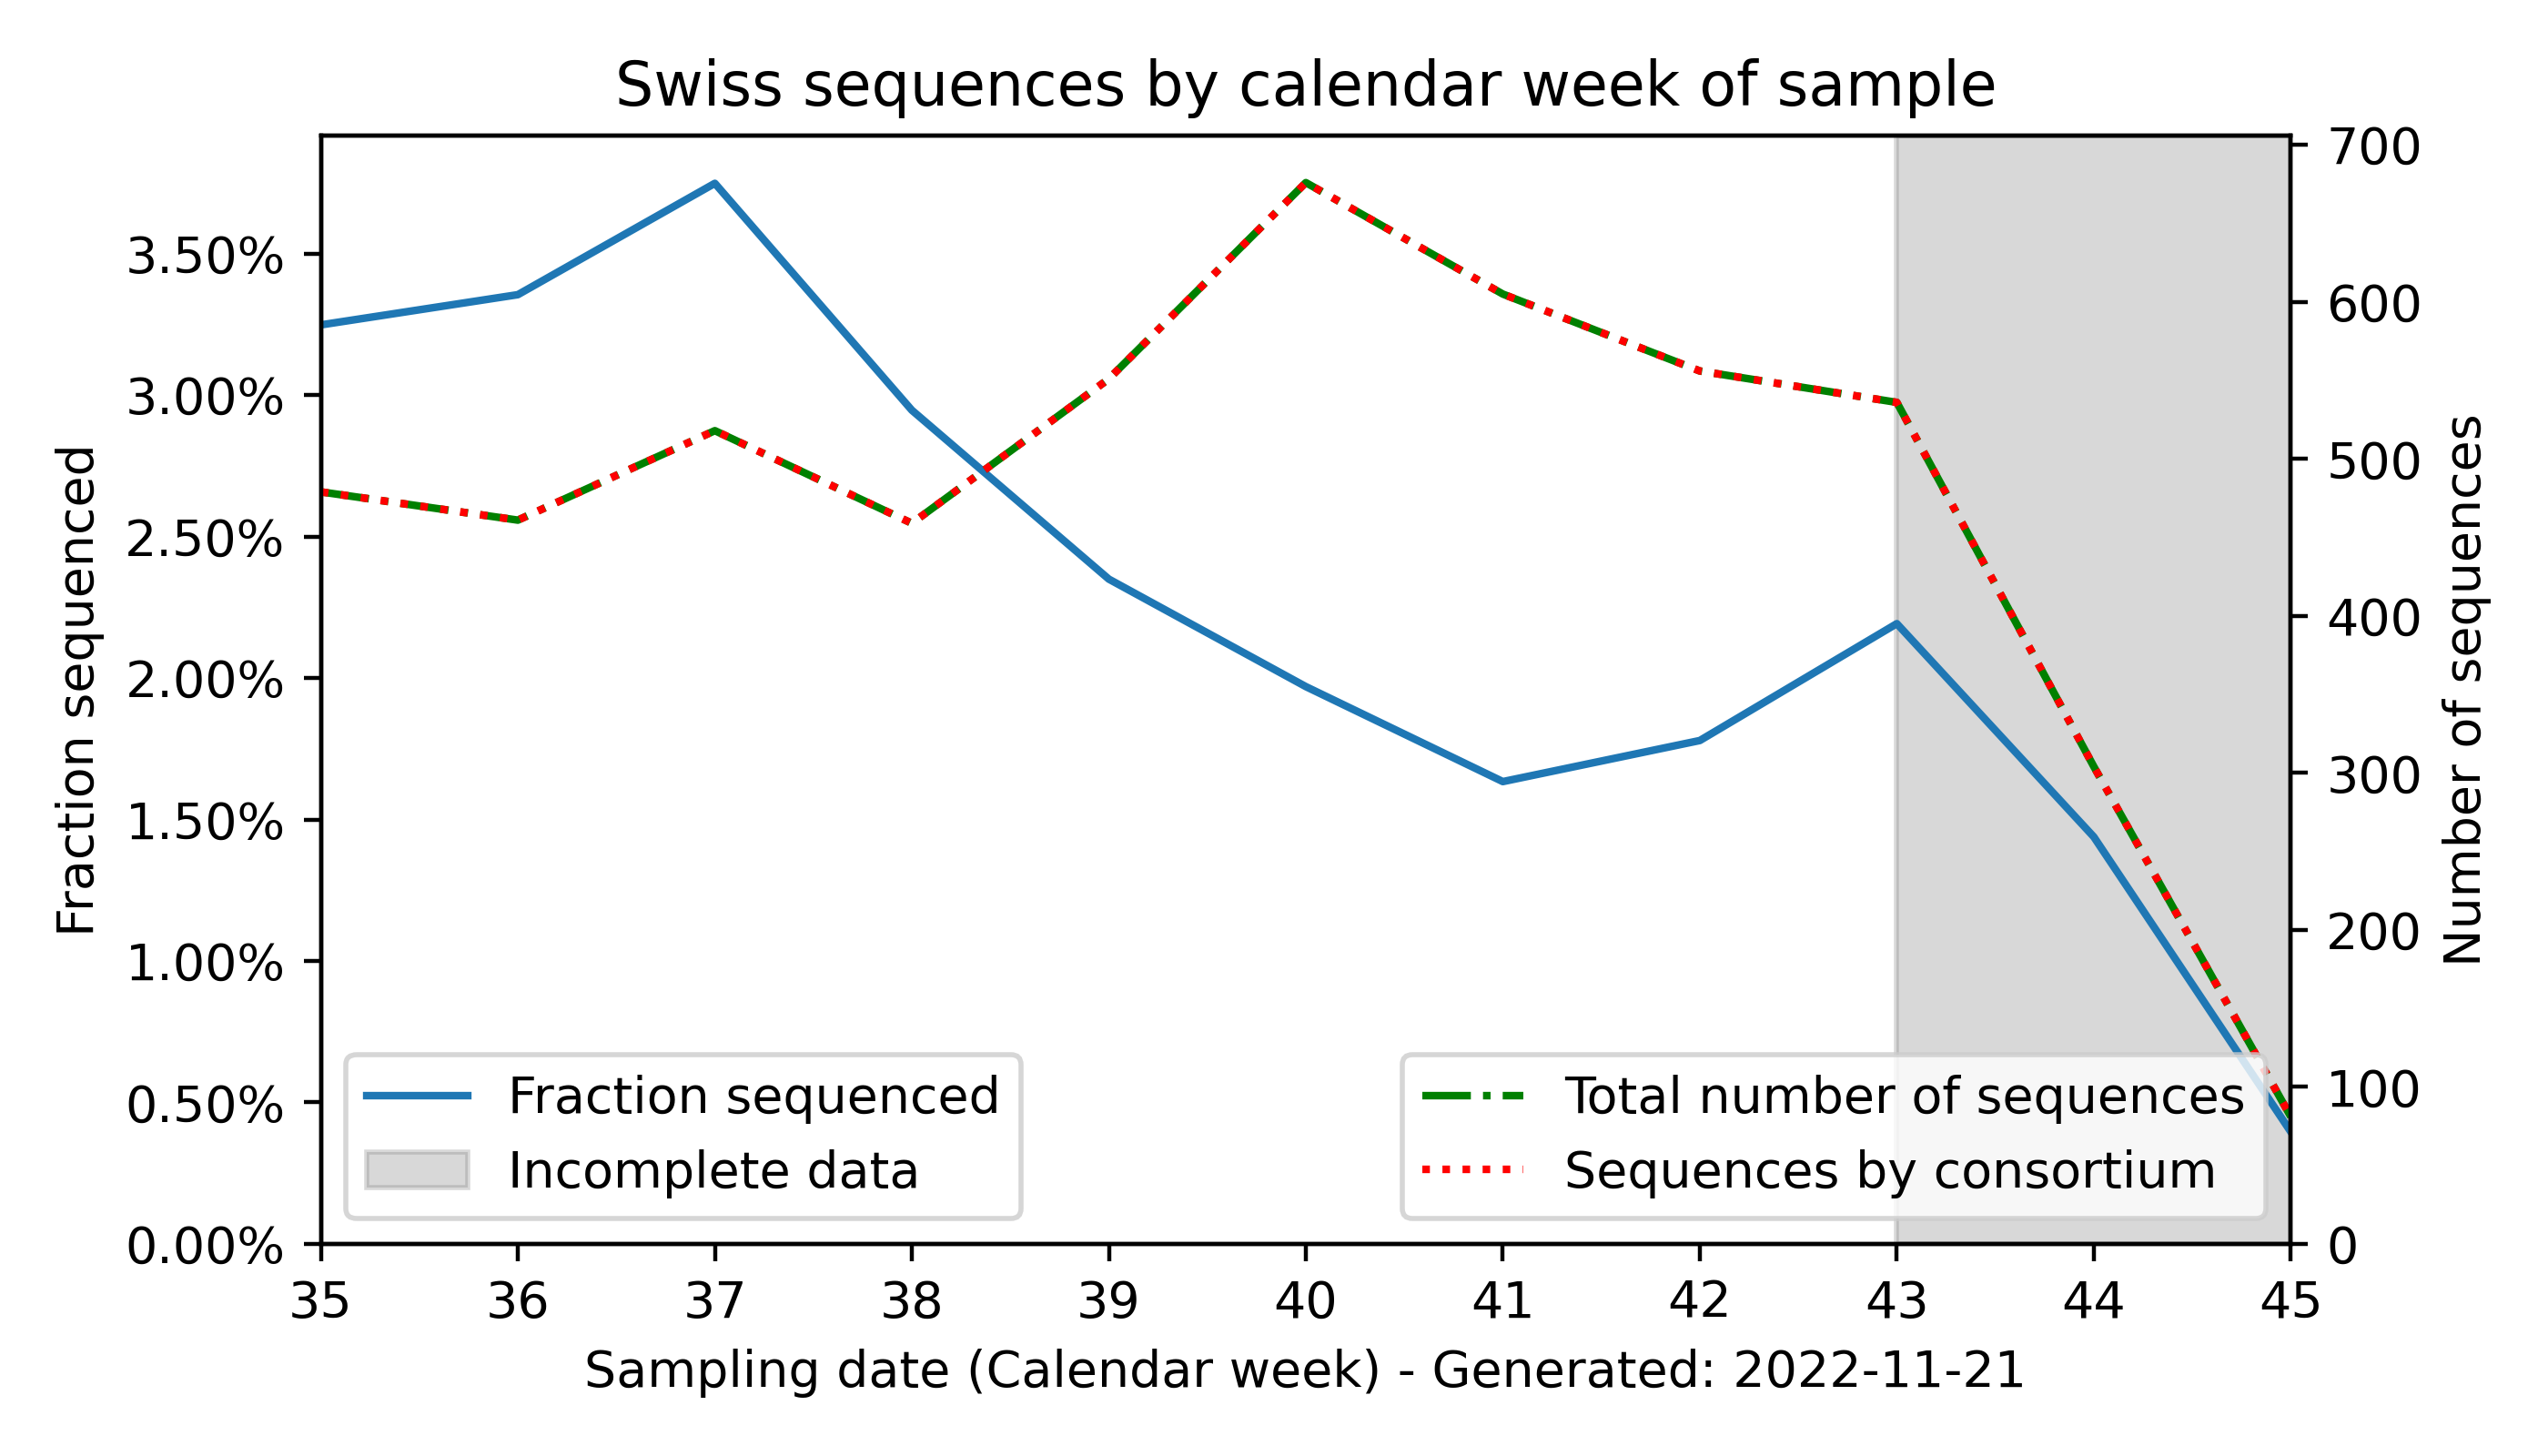 Swiss sequences by calendar week of sample
Fraction sequenced
3.50%
3.00%
2.50%
2.00%
1.50%
1.00%
0.50%
0.00%
700
600
500
400
300
200
100
0
Number of sequences
Fraction sequenced
Incomplete data
Total number of sequences
Sequences by consortium
35 36 37 38 39 40 41 42 43 44 45
Sampling date (Calendar week) - Generated: 2022-11-21